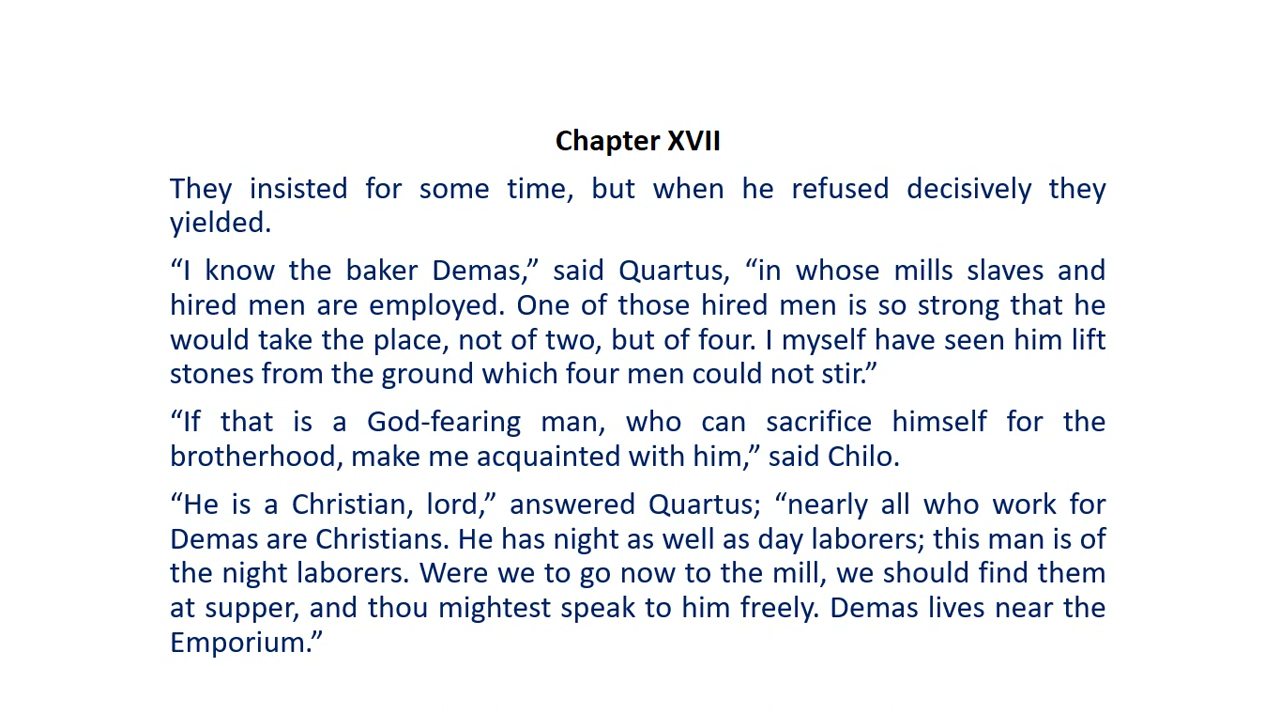 Chapter XVII
They insisted for some time, but when he refused decisively they
yielded.
“I know the baker Demas,” said Quartus, “in whose mills slaves and
hired men are employed. One of those hired men is so strong that he
would take the place, not of two, but of four. I myself have seen him lift
stones from the ground which four men could not stir.”
“If that is a God-fearing man, who can sacrifice himself for the
brotherhood, make me acquainted with him,” said Chilo.
“He is a Christian, lord,” answered Quartus; “nearly all who work for
Demas are Christians. He has night as well as day laborers; this man is of
the night laborers. Were we to go now to the mill, we should find them
at supper, and thou mightest speak to him freely. Demas lives near the
Emporium.”